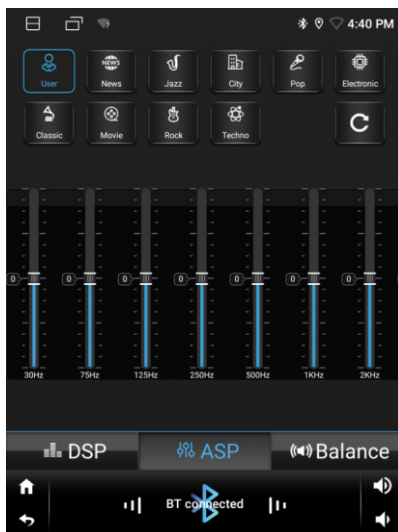 4:40 PM
User
NEWS
News
Jazz
City
Pop
Electronic
Classic
Movie
Rock
Techno
0 0 0 0 0 0 0
30Hz 75Hz 125Hz 250Hz 500Hz 1KHz 2KHz
DSP ASP Balance
BT connected